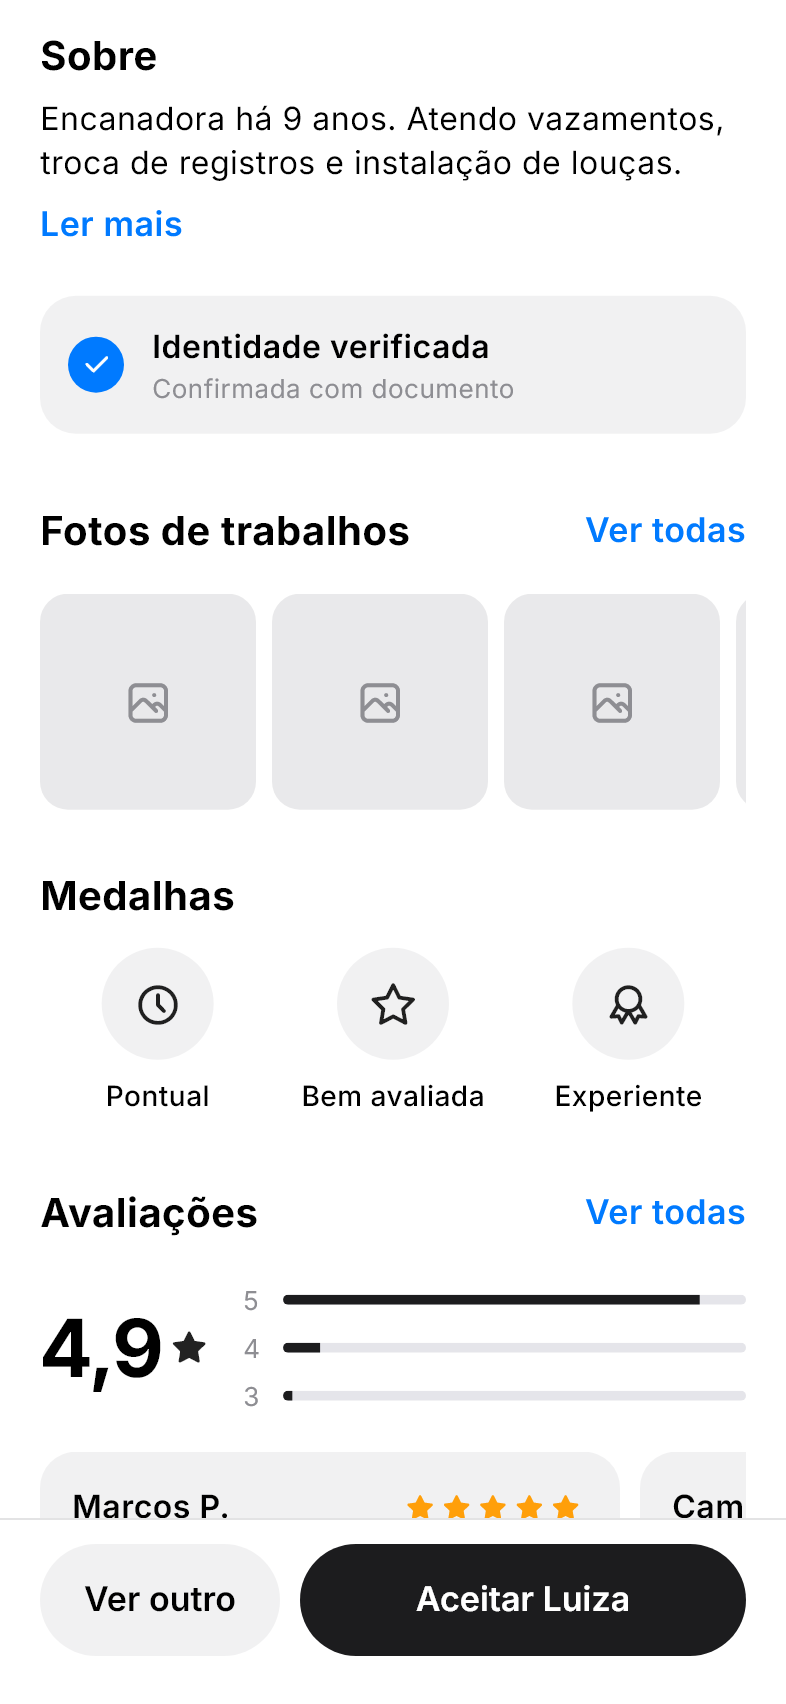 Sobre
Encanadora há 9 anos. Atendo vazamentos,
troca de registros e instalação de louças.
Ler mais
Identidade verificada
Confirmada com documento
Fotos de trabalhos
Ver todas
Medalhas
Pontual
Bem avaliada
Experiente
Avaliações
Ver todas
4,9
5
4
3
Marcos P.
Cam
Ver outro
Aceitar Luiza